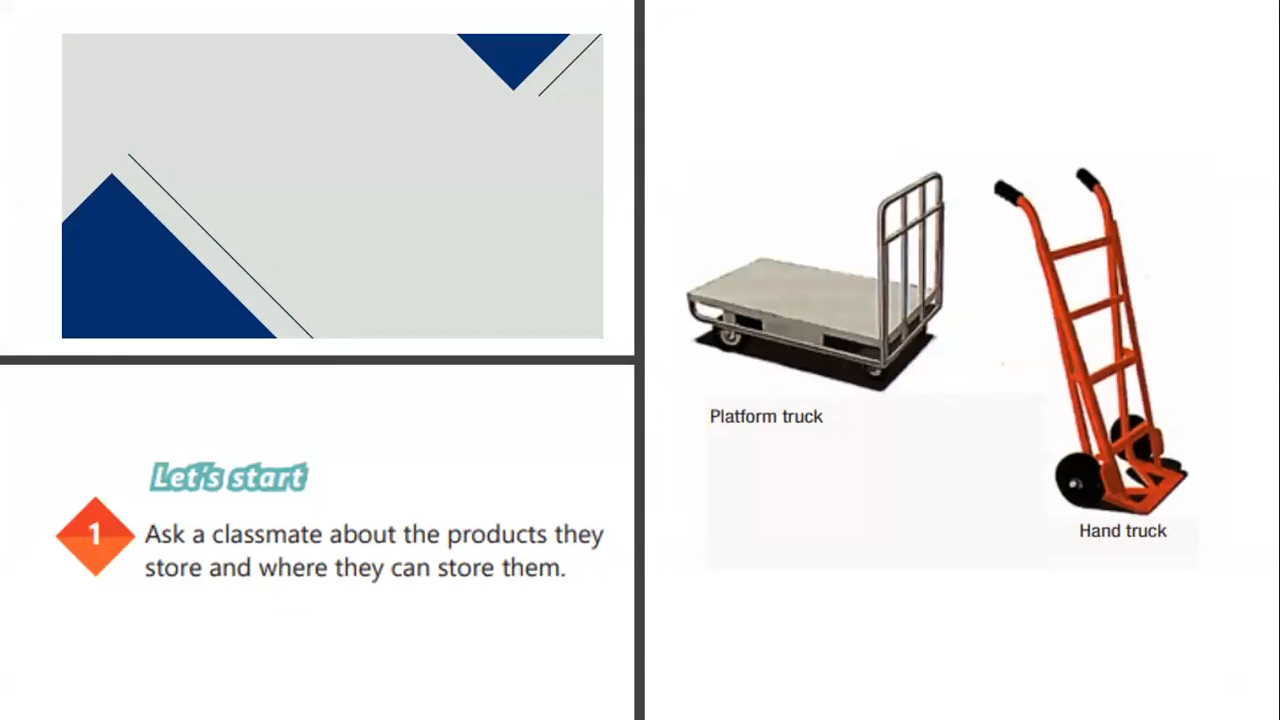 Let's start
1
Ask a classmate about the products they
store and where they can store them.
Platform truck
Hand truck